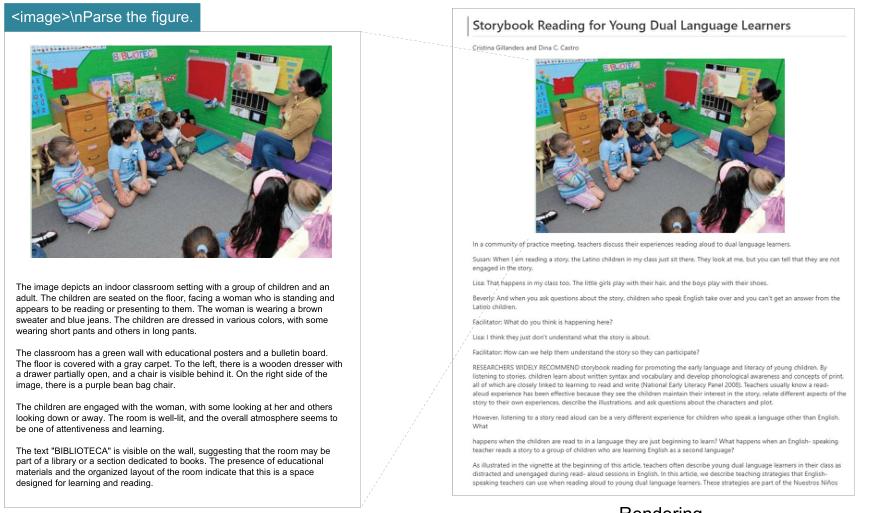 <image>\nParse the figure.
BIBLIOTECA
The image depicts an indoor classroom setting with a group of children and an
adult. The children are seated on the floor, facing a woman who is standing and
appears to be reading or presenting to them. The woman is wearing a brown
sweater and blue jeans. The children are dressed in various colors, with some
wearing short pants and others in long pants.
The classroom has a green wall with educational posters and a bulletin board.
The floor is covered with a gray carpet. To the left, there is a wooden dresser with
a drawer partially open, and a chair is visible behind it. On the right side of the
image, there is a purple bean bag chair.
The children are engaged with the woman, with some looking at her and others
looking down or away. The room is well-lit, and the overall atmosphere seems to
be one of attentiveness and learning.
The text "BIBLIOTECA" is visible on the wall, suggesting that the room may be
part of a library or a section dedicated to books. The presence of educational
materials and the organized layout of the room indicate that this is a space
designed for learning and reading.
Storybook Reading for Young Dual Language Learners
Cristina Gillanders and Dina C. Castro
BIBLIOTECA
In a community of practice meeting, teachers discuss their experiences reading aloud to dual language learners.
Susan: When I am reading a story, the Latino children in my class just sit there. They look at me, but you can tell that they are not
engaged in the story.
Lisa: That happens in my class too. The little girls play with their hair, and the boys play with their shoes.
Beverly: And when you ask questions about the story, children who speak English take over and you can't get an answer from the
Latino children.
Facilitator: What do you think is happening here?
Lisa: I think they just don't understand what the story is about.
Facilitator: How can we help them understand the story so they can participate?
RESEARCHERS WIDELY RECOMMEND storybook reading for promoting the early language and literacy of young children. By
listening to stories, children learn about written syntax and vocabulary and develop phonological awareness and concepts of print,
all of which are closely linked to learning to read and write (National Early Literacy Panel 2008). Teachers usually know a read-
aloud experience has been effective because they see the children maintain their interest in the story, relate different aspects of the
story to their own experiences, describe the illustrations, and ask questions about the characters and plot.
However, listening to a story read aloud can be a very different experience for children who speak a language other than English.
What
happens when the children are read to in a language they are just beginning to learn? What happens when an English- speaking
teacher reads a story to a group of children who are learning English as a second language?
As illustrated in the vignette at the beginning of this article, teachers often describe young dual language learners in their class as
distracted and unengaged during read- aloud sessions in English. In this article, we describe teaching strategies that English-
speaking teachers can use when reading aloud to young dual language learners. These strategies are part of the Nuestros Niños
Rendering